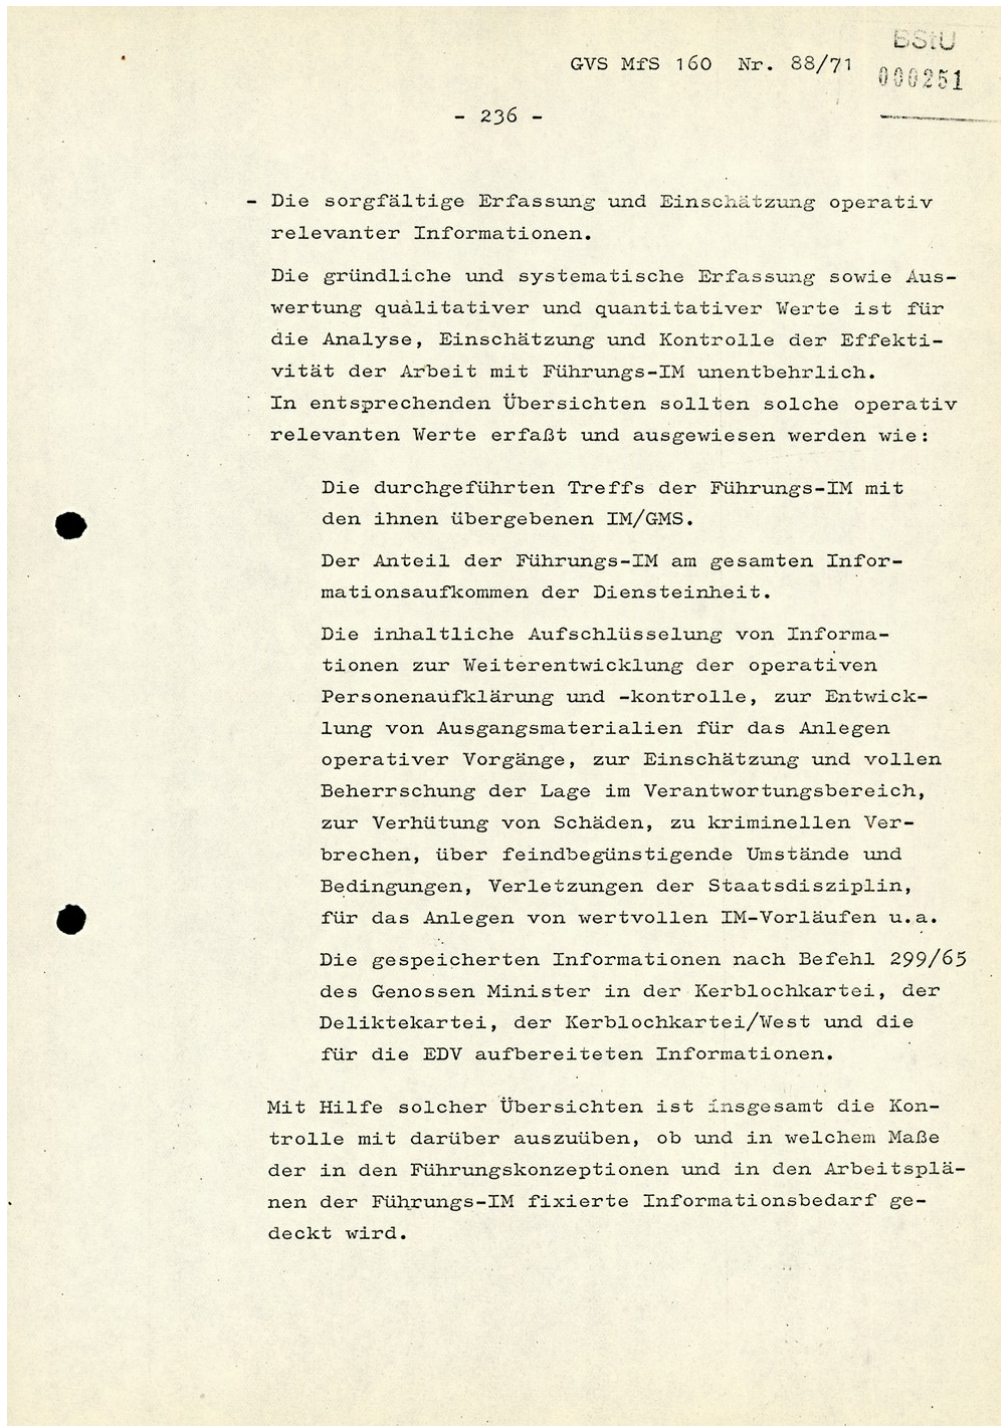 BStU
GVS MfS 160 Nr. 88/71
000251
- 236 -
- Die sorgfältige Erfassung und Einschätzung operativ
relevanter Informationen.
Die gründliche und systematische Erfassung sowie Aus-
wertung qualitativer und quantitativer Werte ist für
die Analyse, Einschätzung und Kontrolle der Effekti-
vität der Arbeit mit Führungs-IM unentbehrlich.
In entsprechenden Übersichten sollten solche operativ
relevanten Werte erfaßt und ausgewiesen werden wie:
Die durchgeführten Treffs der Führungs-IM mit
den ihnen übergebenen IM/GMS.
Der Anteil der Führungs-IM am gesamten Infor-
mationsaufkommen der Diensteinheit.
Die inhaltliche Aufschlüsselung von Informa-
tionen zur Weiterentwicklung der operativen
Personenaufklärung und -kontrolle, zur Entwick-
lung von Ausgangsmaterialien für das Anlegen
operativer Vorgänge, zur Einschätzung und vollen
Beherrschung der Lage im Verantwortungsbereich,
zur Verhütung von Schäden, zu kriminellen Ver-
brechen, über feindbegünstigende Umstände und
Bedingungen, Verletzungen der Staatsdisziplin,
für das Anlegen von wertvollen IM-Vorläufen u.a.
Die gespeicherten Informationen nach Befehl 299/65
des Genossen Minister in der Kerblochkartei, der
Deliktekartei, der Kerblochkartei/West und die
für die EDV aufbereiteten Informationen.
Mit Hilfe solcher Übersichten ist insgesamt die Kon-
trolle mit darüber auszuüben, ob und in welchem Maße
der in den Führungskonzeptionen und in den Arbeitsplä-
nen der Führungs-IM fixierte Informationsbedarf ge-
deckt wird.